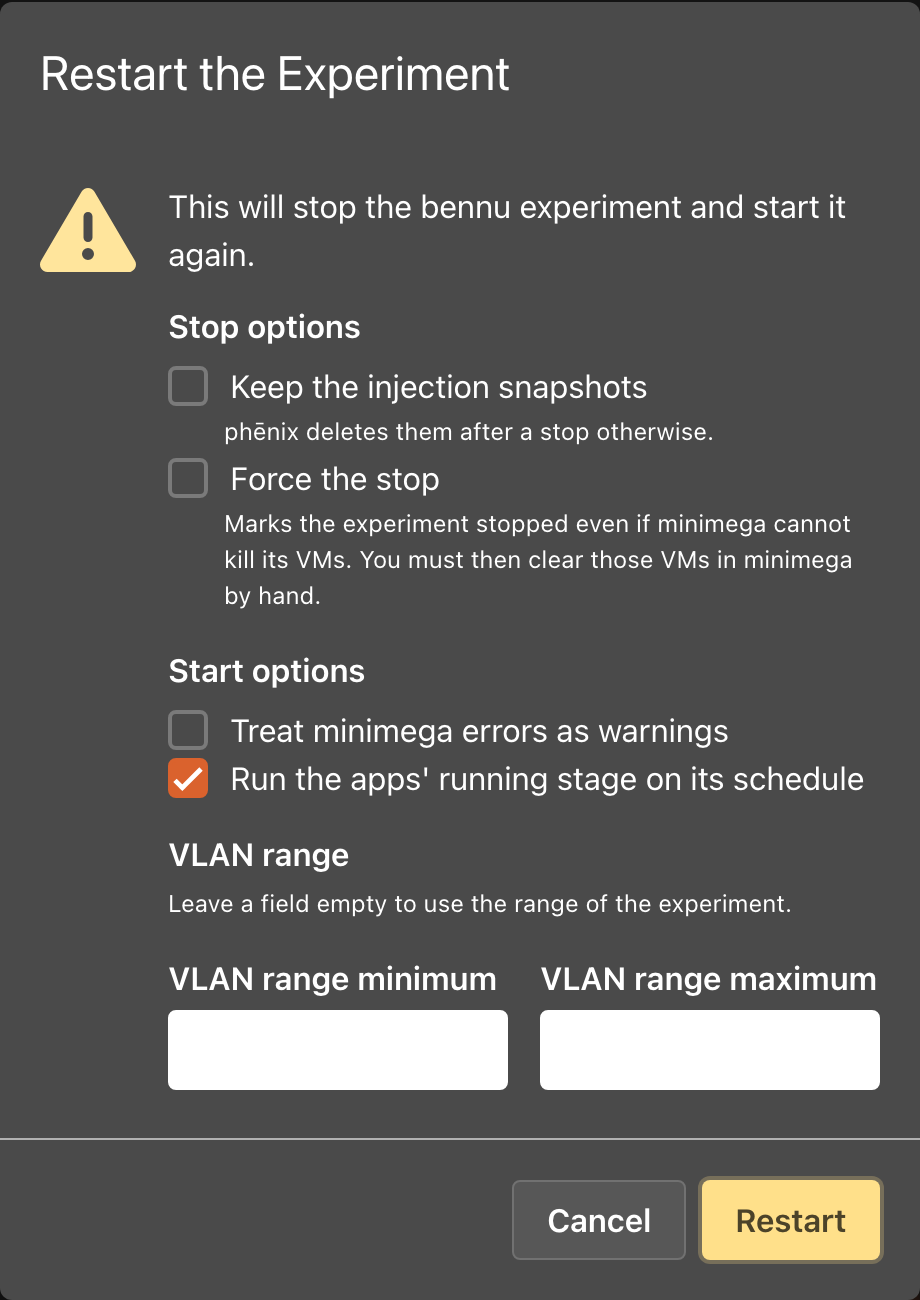 Restart the Experiment
This will stop the bennu experiment and start it
again.
Stop options
Keep the injection snapshots
phēnix deletes them after a stop otherwise.
Force the stop
Marks the experiment stopped even if minimega cannot
kill its VMs. You must then clear those VMs in minimega
by hand.
Start options
Treat minimega errors as warnings
Run the apps' running stage on its schedule
VLAN range
Leave a field empty to use the range of the experiment.
VLAN range minimum VLAN range maximum
Cancel Restart